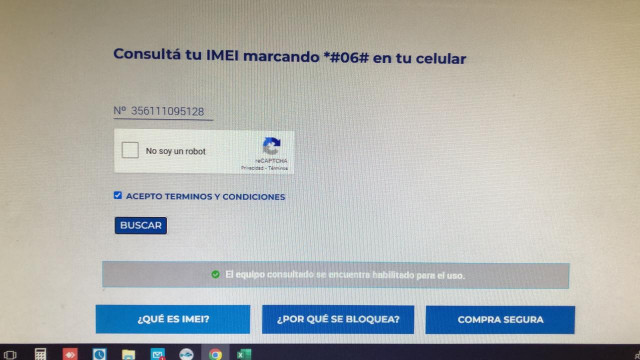 Consultá tu IMEI marcando *#06# en tu celular
Nº 356111095128
No soy un robot
reCAPTCHA
Privacidad - Términos
ACEPTO TERMINOS Y CONDICIONES
BUSCAR
El equipo consultado se encuentra habilitado para el uso.
¿QUÉ ES IMEI?
¿POR QUÉ SE BLOQUEA?
COMPRA SEGURA